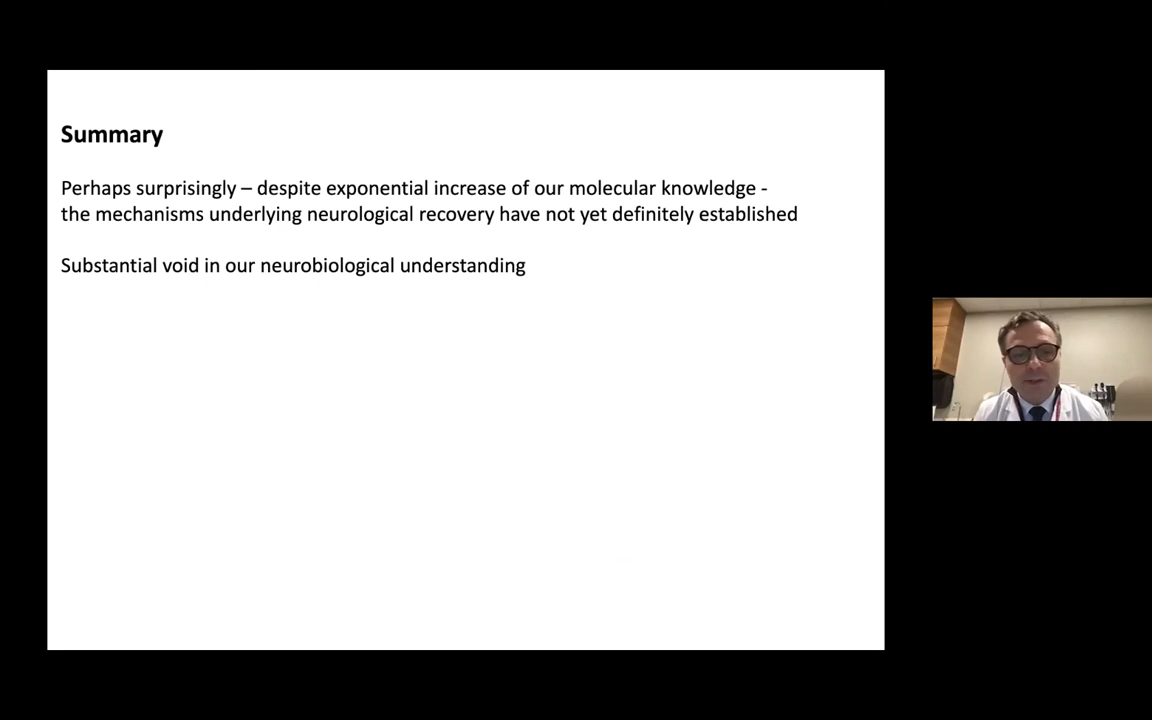 Summary
Perhaps surprisingly – despite exponential increase of our molecular knowledge -
the mechanisms underlying neurological recovery have not yet definitely established
Substantial void in our neurobiological understanding